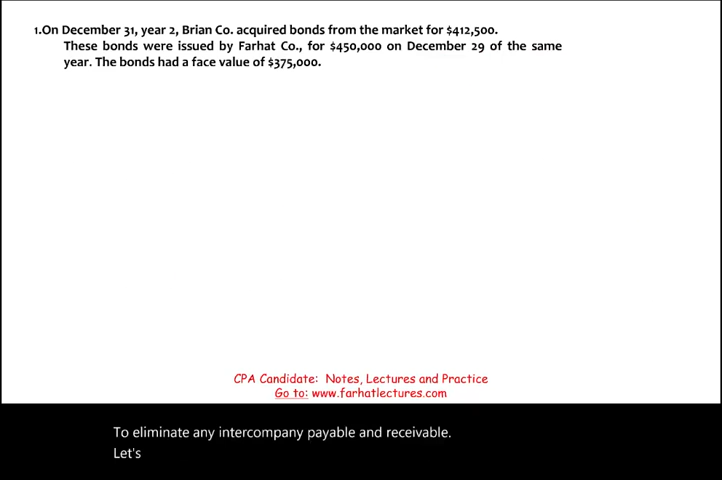 1.On December 31, year 2, Brian Co. acquired bonds from the market for $412,500.
These bonds were issued by Farhat Co., for $450,000 on December 29 of the same
year. The bonds had a face value of $375,000.
CPA Candidate: Notes, Lectures and Practice
Go to: www.farhatlectures.com
To eliminate any intercompany payable and receivable.
Let's